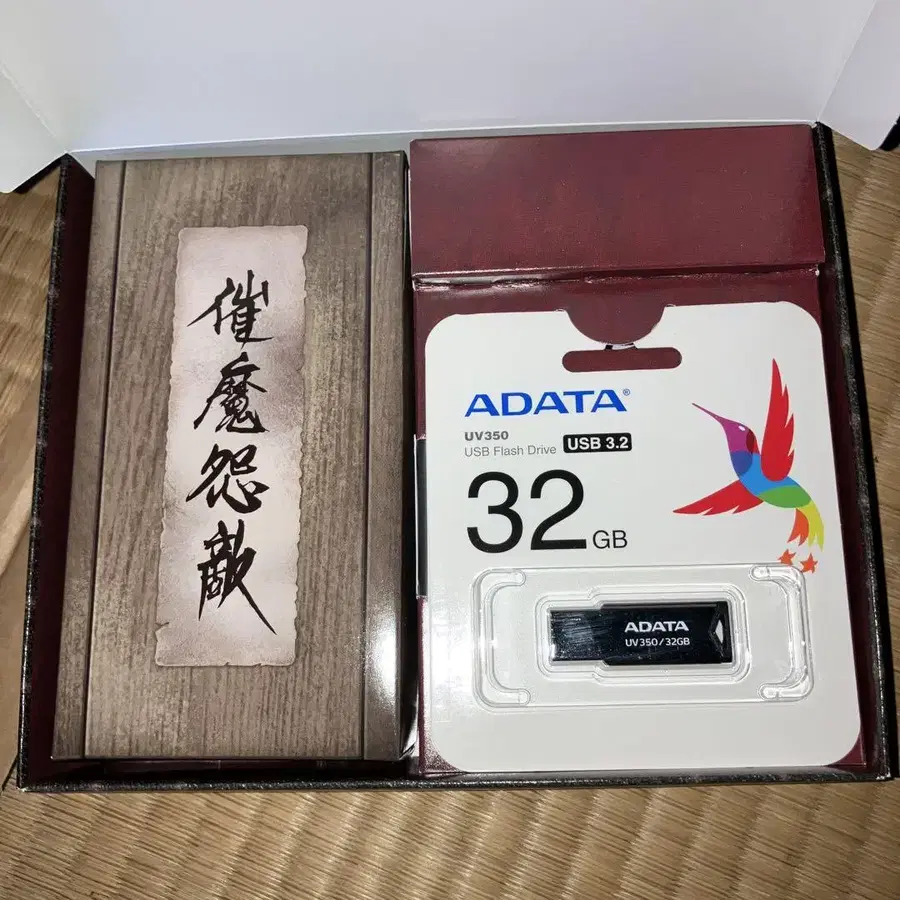 催魔怨敵
ADATA®
UV350
USB Flash Drive USB 3.2
32GB
ADATA
UV350/32GB